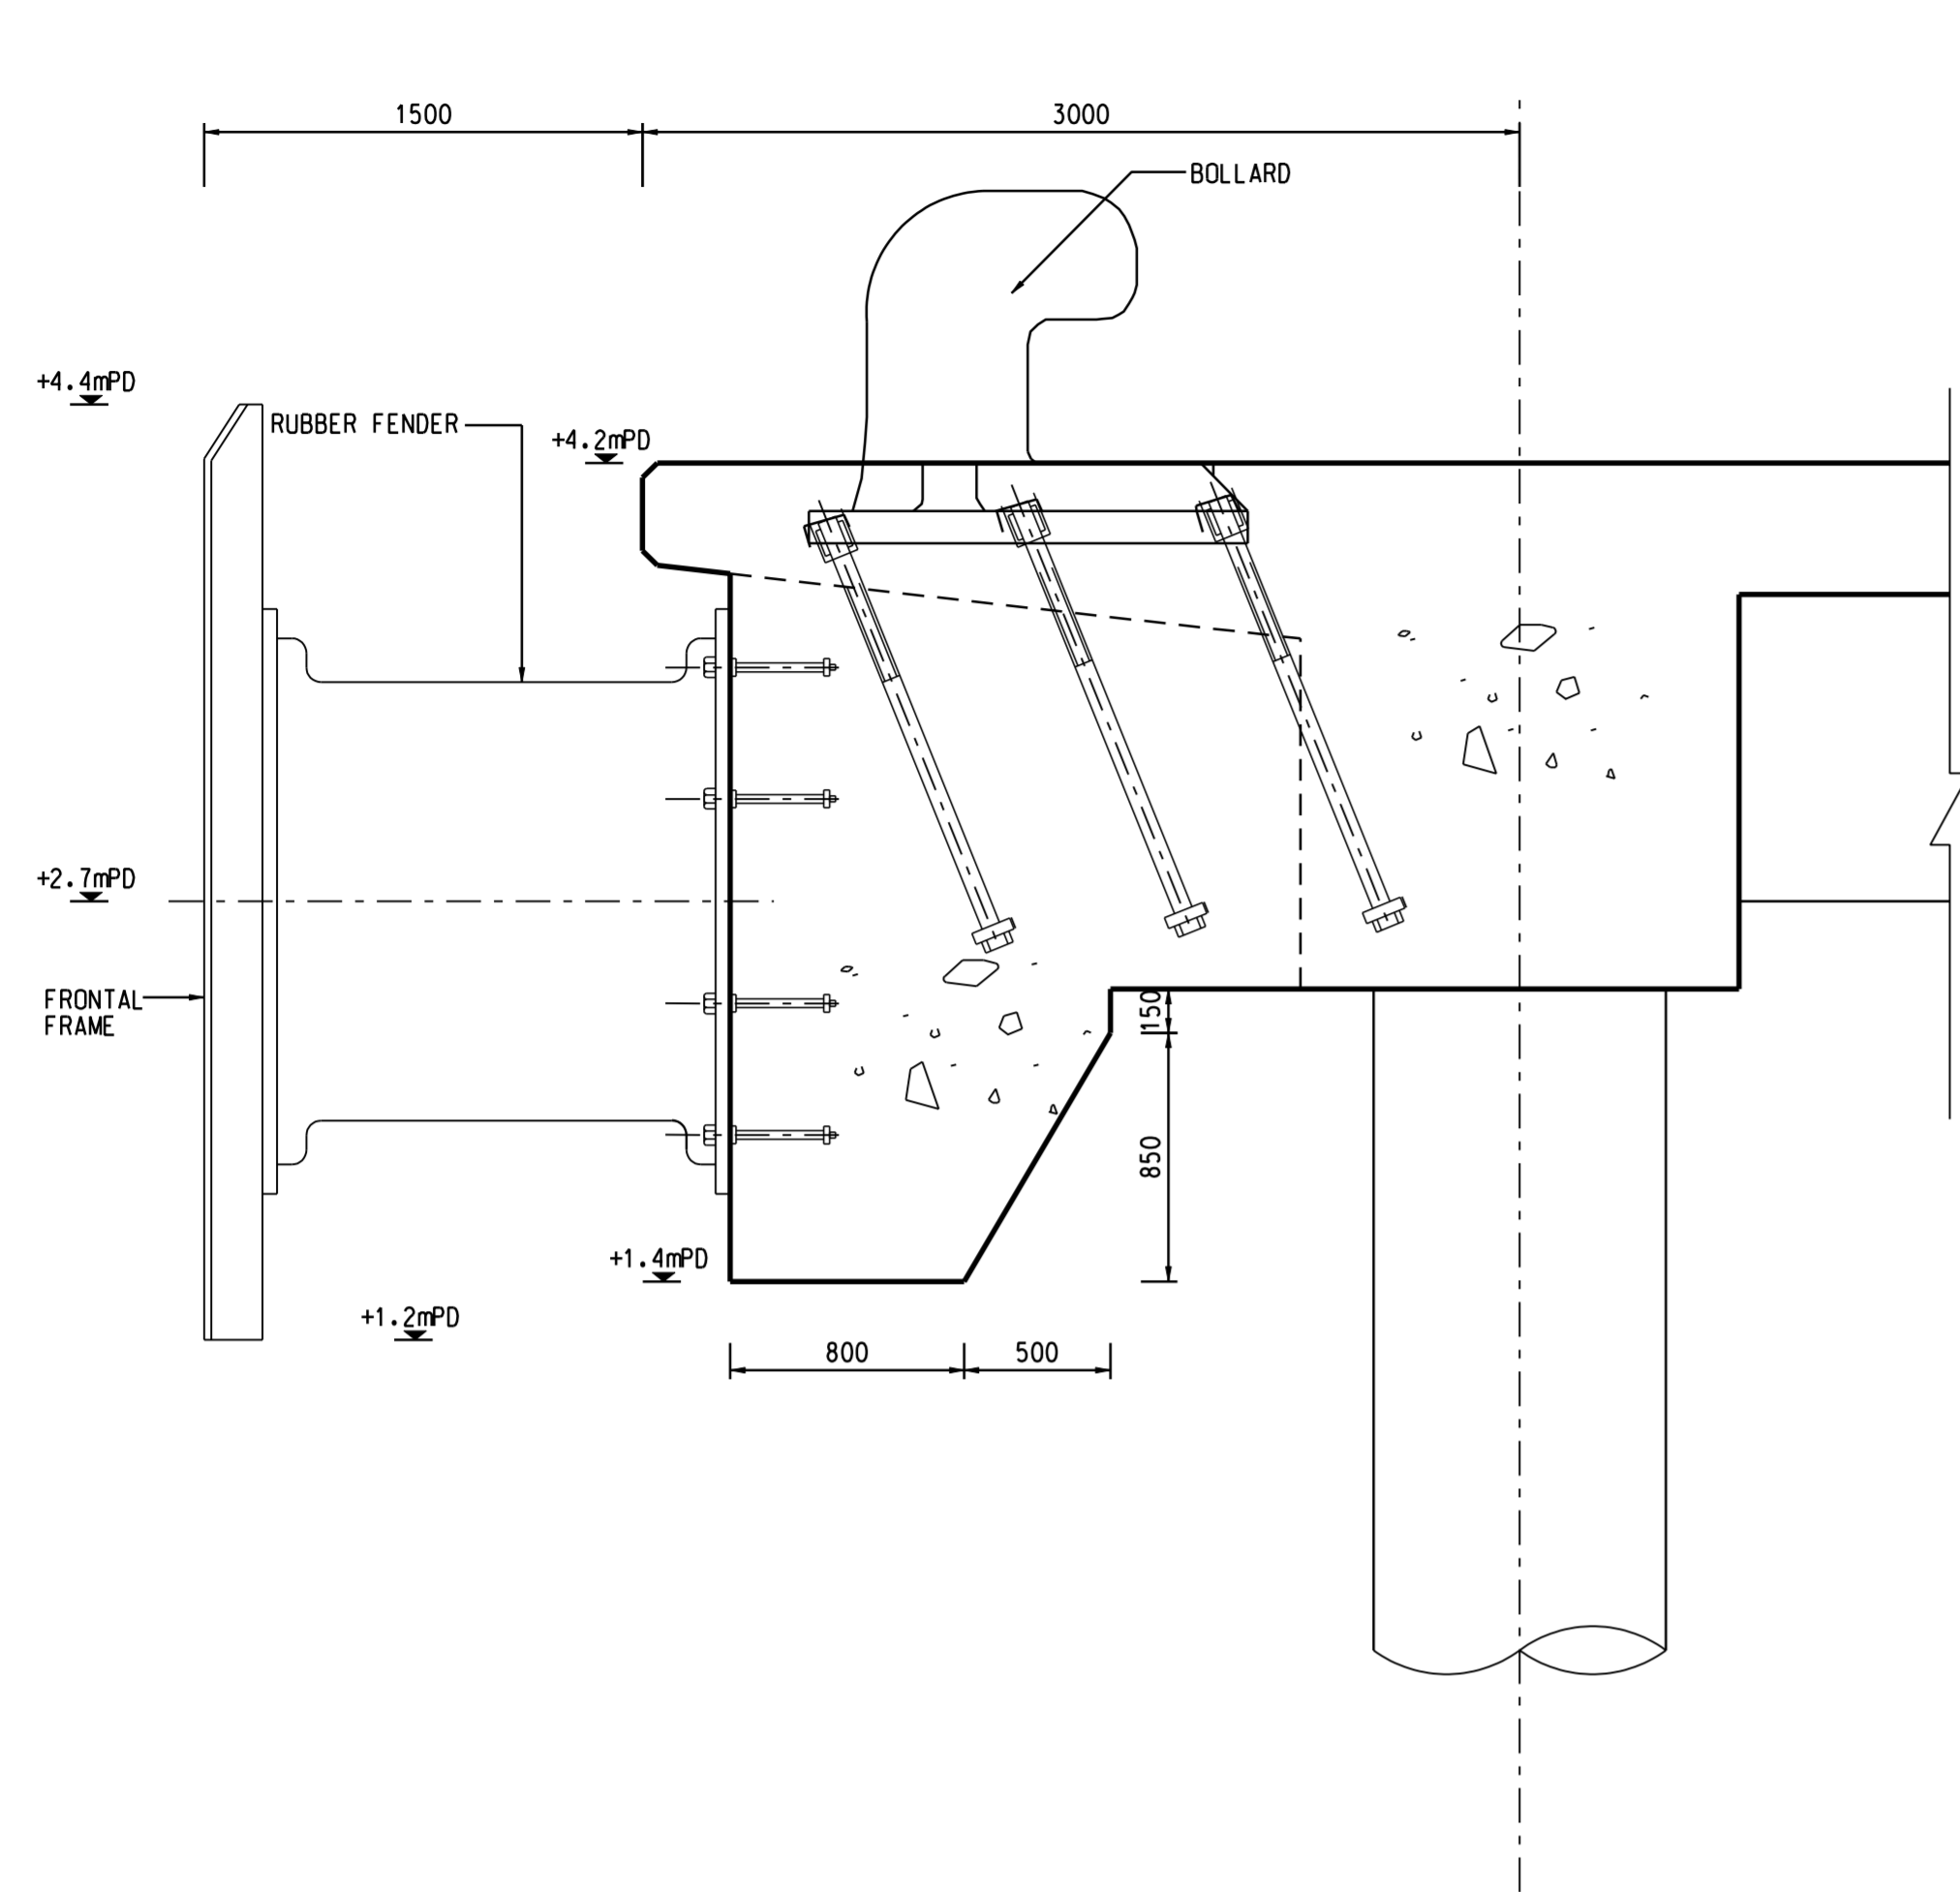 1500
3000
BOLLARD
+4.4mPD
RUBBER FENDER
+4.2mPD
+2.7mPD
FRONTAL
FRAME
150
850
+1.4mPD
+1.2mPD
800
500